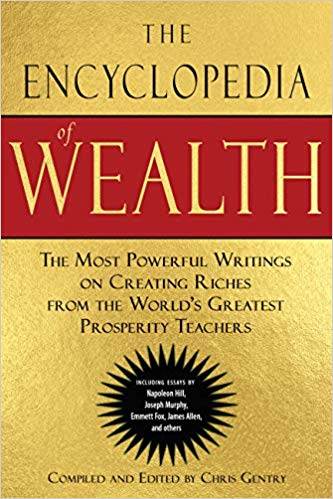 THE
ENCYCLOPEDIA
of
WEALTH
THE MOST POWERFUL WRITINGS
ON CREATING RICHES
FROM THE WORLD'S GREATEST
PROSPERITY TEACHERS
INCLUDING ESSAYS BY
Napoleon Hill,
Joseph Murphy,
Emmett Fox, James Allen,
and others
COMPILED AND EDITED BY CHRIS GENTRY